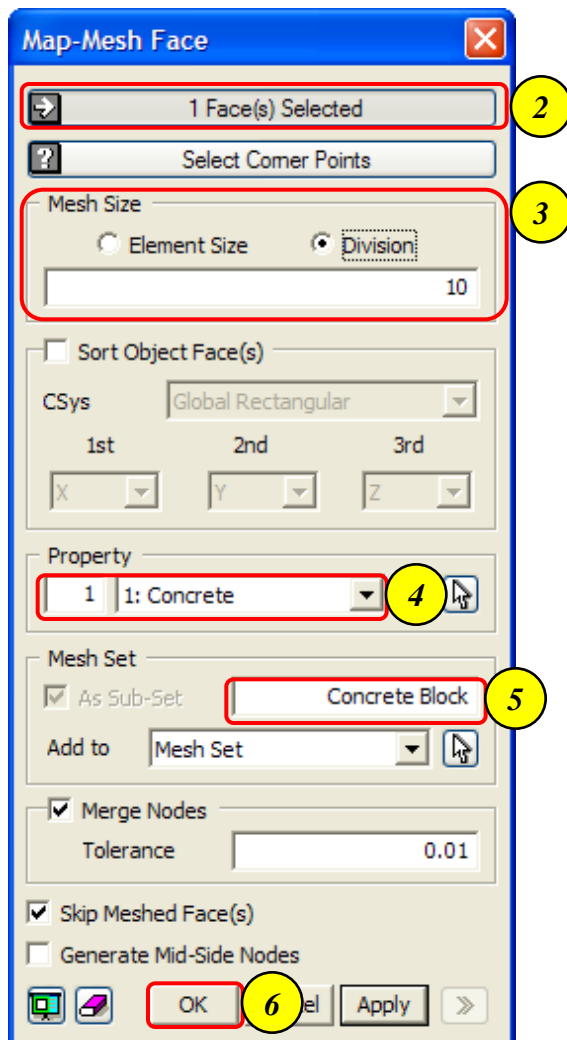 Map-Mesh Face
1 Face(s) Selected 2
? Select Corner Points
Mesh Size 3
Element Size Division
10
Sort Object Face(s)
CSys Global Rectangular
1st 2nd 3rd
X Y Z
Property
1 1: Concrete 4
Mesh Set
As Sub-Set Concrete Block 5
Add to Mesh Set
Merge Nodes
Tolerance 0.01
Skip Meshed Face(s)
Generate Mid-Side Nodes
OK 6 el Apply »